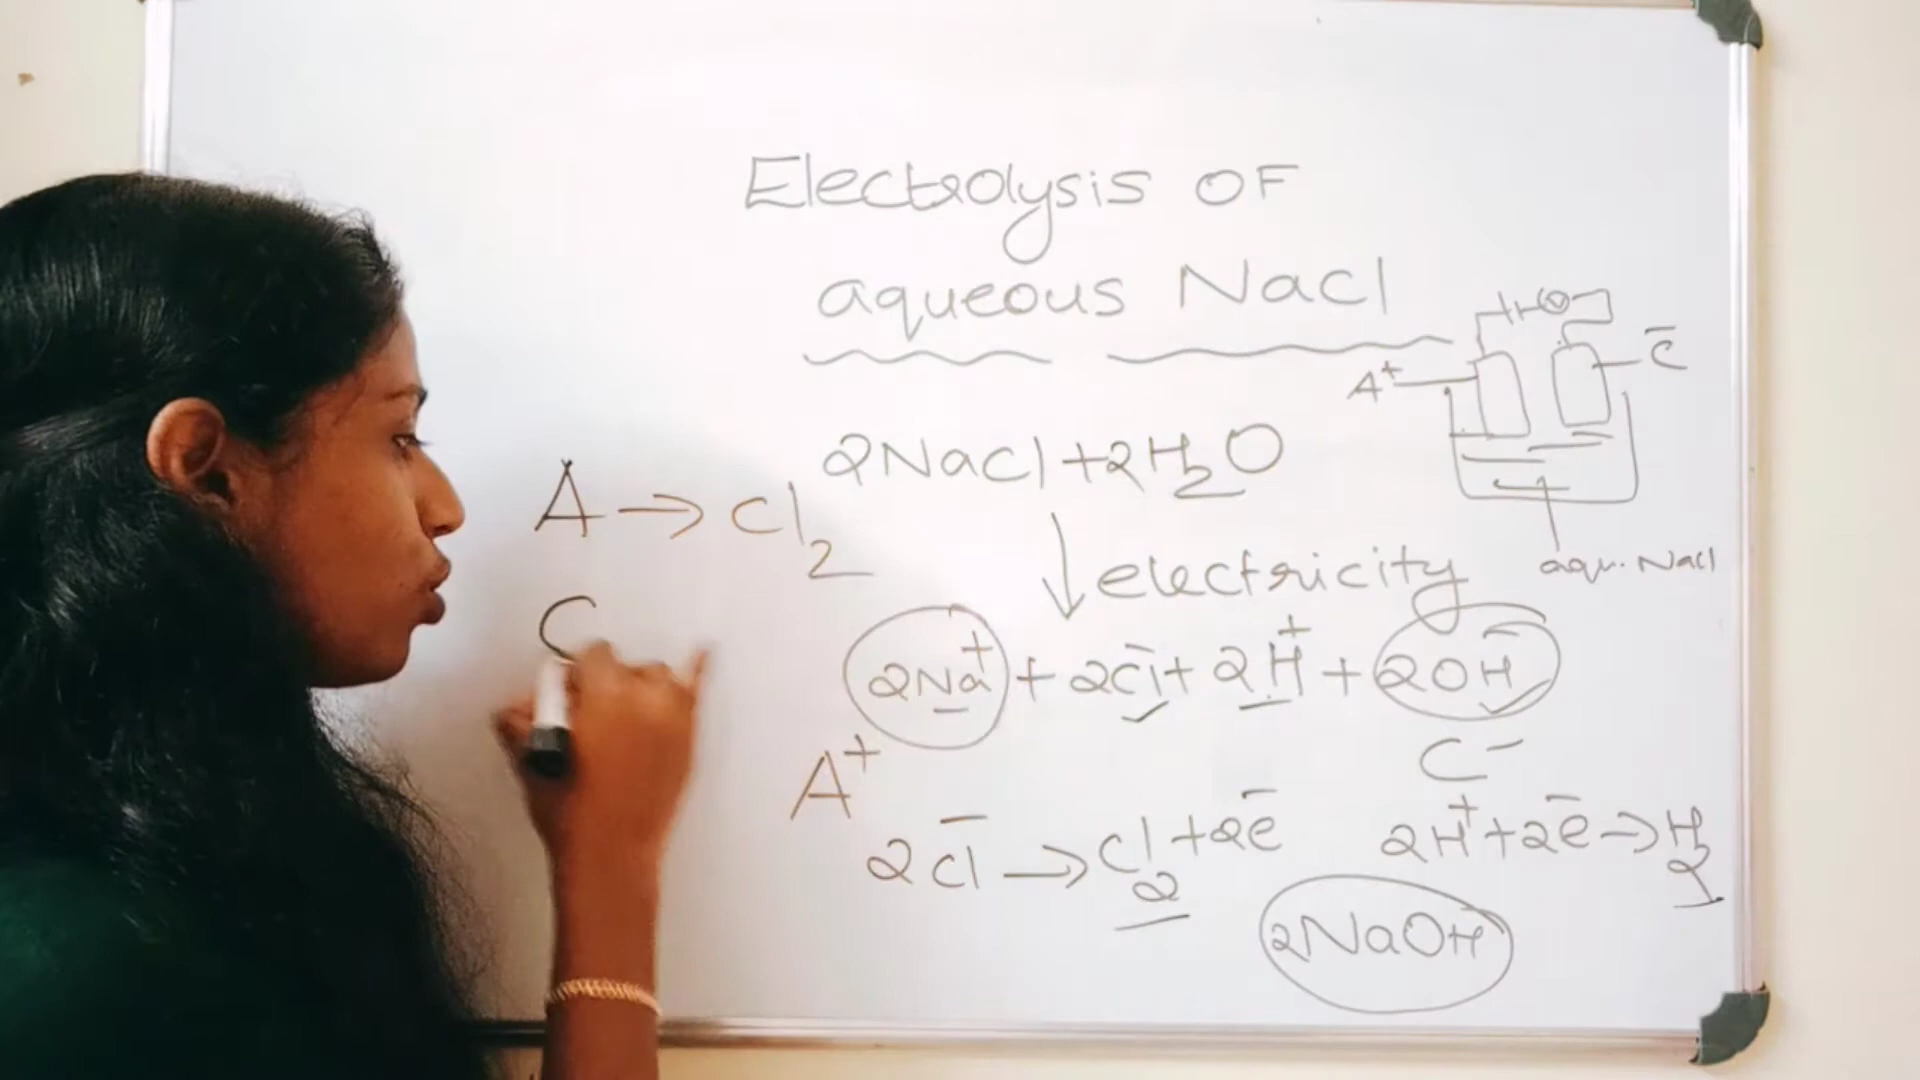 Electrolysis OF
aqueous Nacl
A⁺
C⁻
2Nacl + 2H₂O
A → Cl₂
C
electricity
aqu. Nacl
2Na⁺ + 2Cl⁻ + 2H⁺ + 2OH⁻
A⁺
C⁻
2Cl⁻ → Cl₂ + 2e⁻
2H⁺ + 2e⁻ → H₂
2NaOH